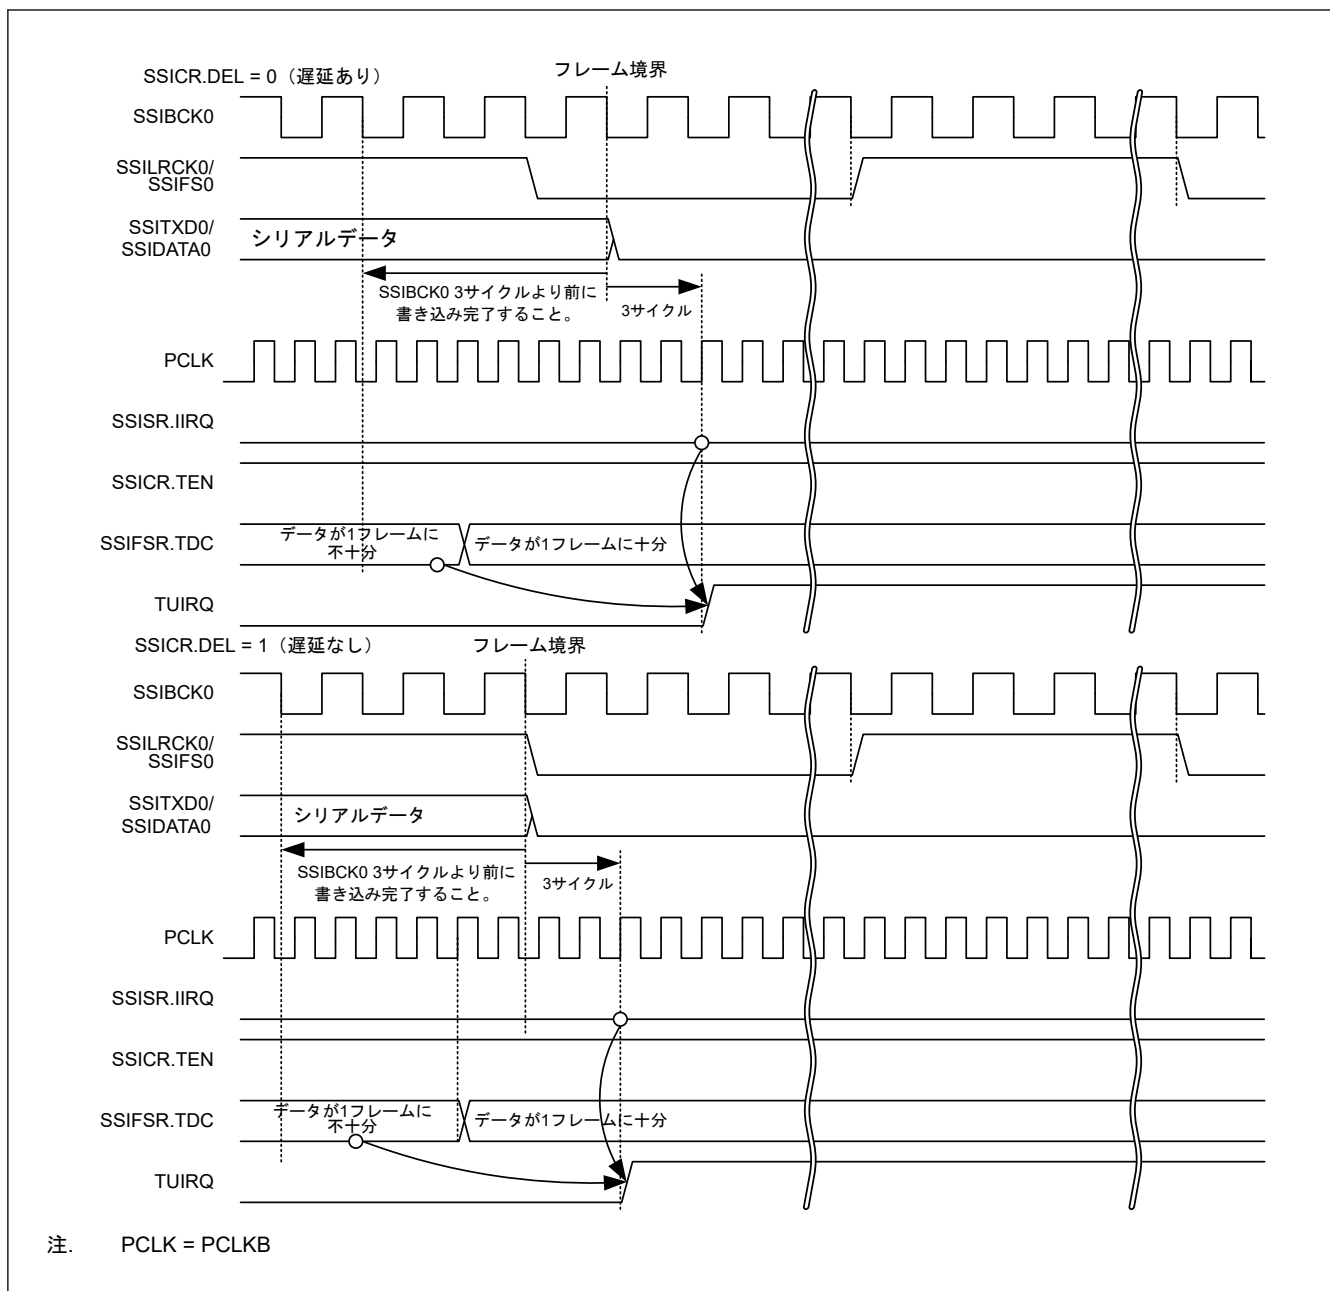 SSICR.DEL = 0（遅延あり）
フレーム境界
SSIBCK0
SSILRCK0/
SSIFS0
SSITXD0/
SSIDATA0
シリアルデータ
SSIBCK0 3サイクルより前に
書き込み完了すること。
3サイクル
PCLK
SSISR.IIRQ
SSICR.TEN
SSIFSR.TDC
データが1フレームに
不十分
データが1フレームに十分
TUIRQ
SSICR.DEL = 1（遅延なし）
フレーム境界
SSIBCK0
SSILRCK0/
SSIFS0
SSITXD0/
SSIDATA0
シリアルデータ
SSIBCK0 3サイクルより前に
書き込み完了すること。
3サイクル
PCLK
SSISR.IIRQ
SSICR.TEN
SSIFSR.TDC
データが1フレームに
不十分
データが1フレームに十分
TUIRQ
注. PCLK = PCLKB